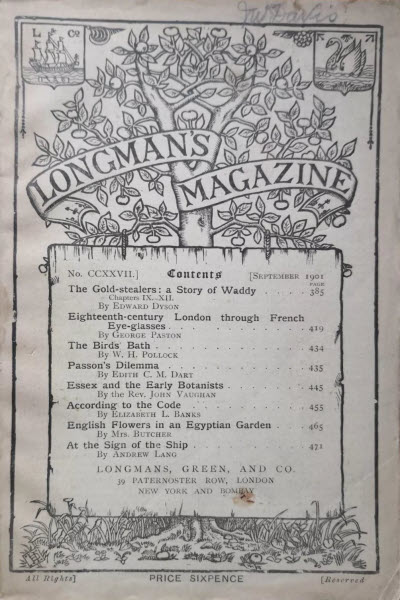 L Co
LONGMAN'S
MAGAZINE
No. CCXXVII.] Contents [SEPTEMBER 1901
PAGE
The Gold-stealers: a Story of Waddy . . . . . 385
Chapters IX.-XII.
By EDWARD DYSON
Eighteenth-century London through French
Eye-glasses . . . . . 419
By GEORGE PASTON
The Birds' Bath . . . . . 434
By W. H. POLLOCK
Passon's Dilemma . . . . . 435
By EDITH C. M. DART
Essex and the Early Botanists . . . . . 445
By the Rev. JOHN VAUGHAN
According to the Code . . . . . 455
By ELIZABETH L. BANKS
English Flowers in an Egyptian Garden . . 465
By MRS. BUTCHER
At the Sign of the Ship . . . . . 471
By ANDREW LANG
LONGMANS, GREEN, AND CO.
39 PATERNOSTER ROW, LONDON
NEW YORK AND BOMBAY
All Rights] PRICE SIXPENCE [Reserved